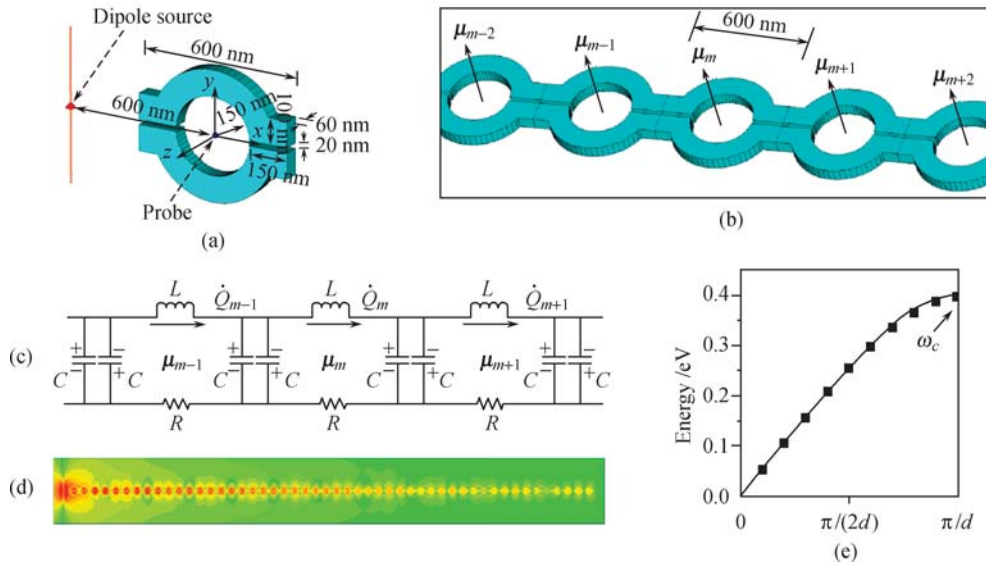 Dipole source
600 nm
600 nm
y
150 nm
100 nm
x
60 nm
20 nm
z
150 nm
Probe
(a)
600 nm
μm−2
μm−1
μm
μm+1
μm+2
(b)
(c)
L
Q̇m−1
L
Q̇m
L
Q̇m+1
+ − + − + − + −
C C C C C C C C
μm−1
μm
μm+1
− + − + − + − +
R
R
R
(d)
Energy /eV
0.4
0.3
0.2
0.1
0.0
ωc
0
π/(2d)
π/d
(e)